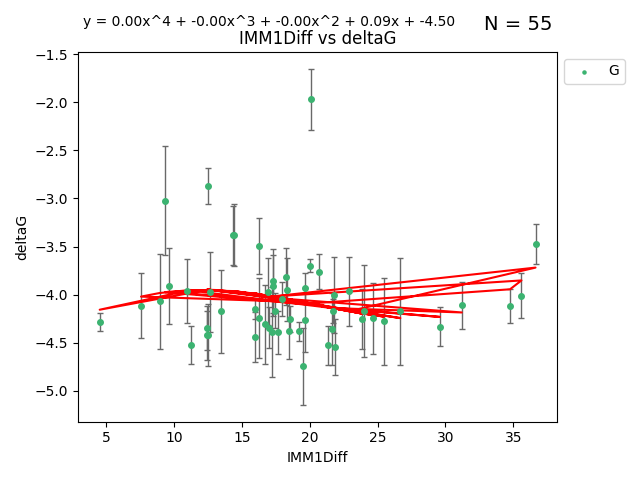 y = 0.00x^4 + -0.00x^3 + -0.00x^2 + 0.09x + -4.50
N = 55
IMM1Diff vs deltaG
G
deltaG
−1.5
−2.0
−2.5
−3.0
−3.5
−4.0
−4.5
−5.0
5 10 15 20 25 30 35
IMM1Diff